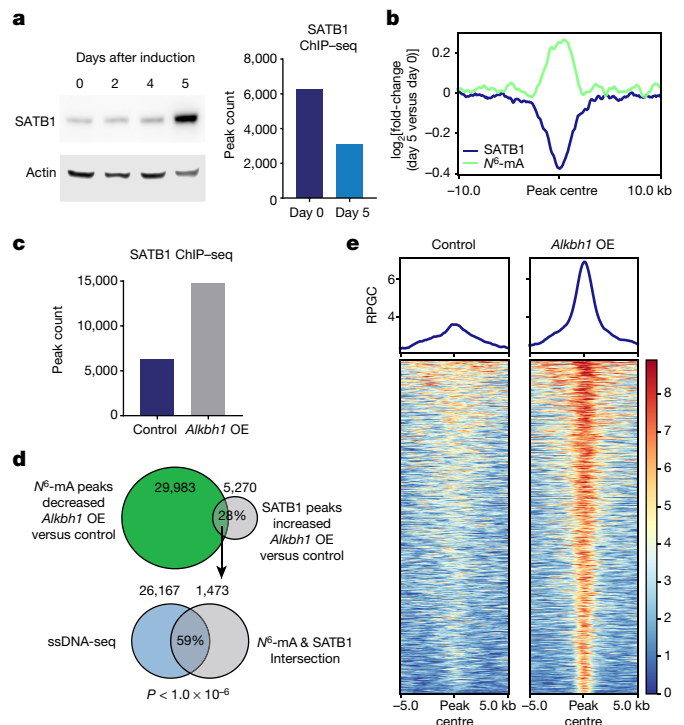 a
Days after induction
0 2 4 5
SATB1
Actin
SATB1
ChIP–seq
Peak count
8,000
6,000
4,000
2,000
0
Day 0 Day 5
b
log2[fold-change
(day 5 versus day 0)]
0.2
0
−0.2
−0.4
SATB1
N6-mA
−10.0 Peak centre 10.0 kb
c
SATB1 ChIP–seq
Peak count
15,000
10,000
5,000
0
Control Alkbh1 OE
d
N6-mA peaks
decreased
Alkbh1 OE
versus control
29,983
5,270
28%
SATB1 peaks
increased
Alkbh1 OE
versus control
26,167 1,473
ssDNA-seq
59%
N6-mA & SATB1
Intersection
P < 1.0 × 10−6
e
Control Alkbh1 OE
RPGC
6
4
8
7
6
5
4
3
2
1
0
−5.0 Peak 5.0 kb
centre
−5.0 Peak 5.0 kb
centre